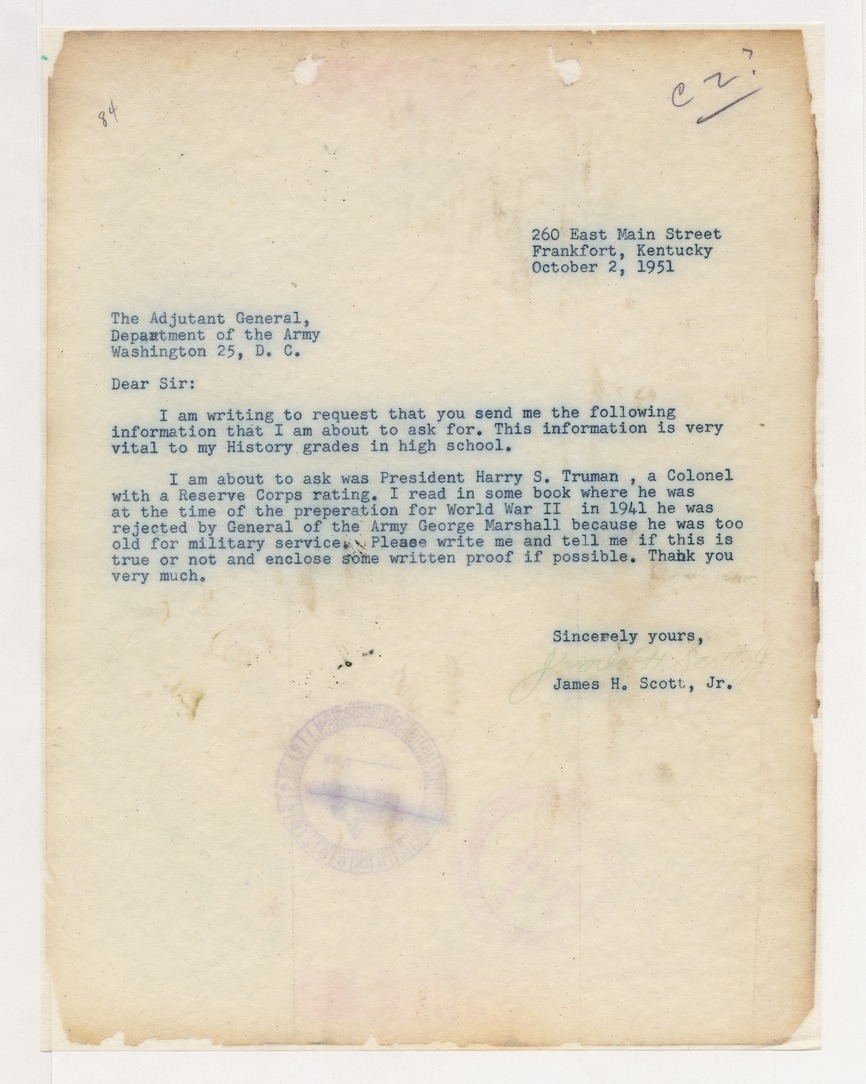 84
260 East Main Street
Frankfort, Kentucky
October 2, 1951
The Adjutant General,
Depaatment of the Army
Washington 25, D. C.
Dear Sir:
I am writing to request that you send me the following
information that I am about to ask for. This information is very
vital to my History grades in high school.
I am about to ask was President Harry S. Truman , a Colonel
with a Reserve Corps rating. I read in some book where he was
at the time of the preperation for World War II in 1941 he was
rejected by General of the Army George Marshall because he was too
old for military service. Please write me and tell me if this is
true or not and enclose some written proof if possible. Thank you
very much.
Sincerely yours,
James H. Scott, Jr.